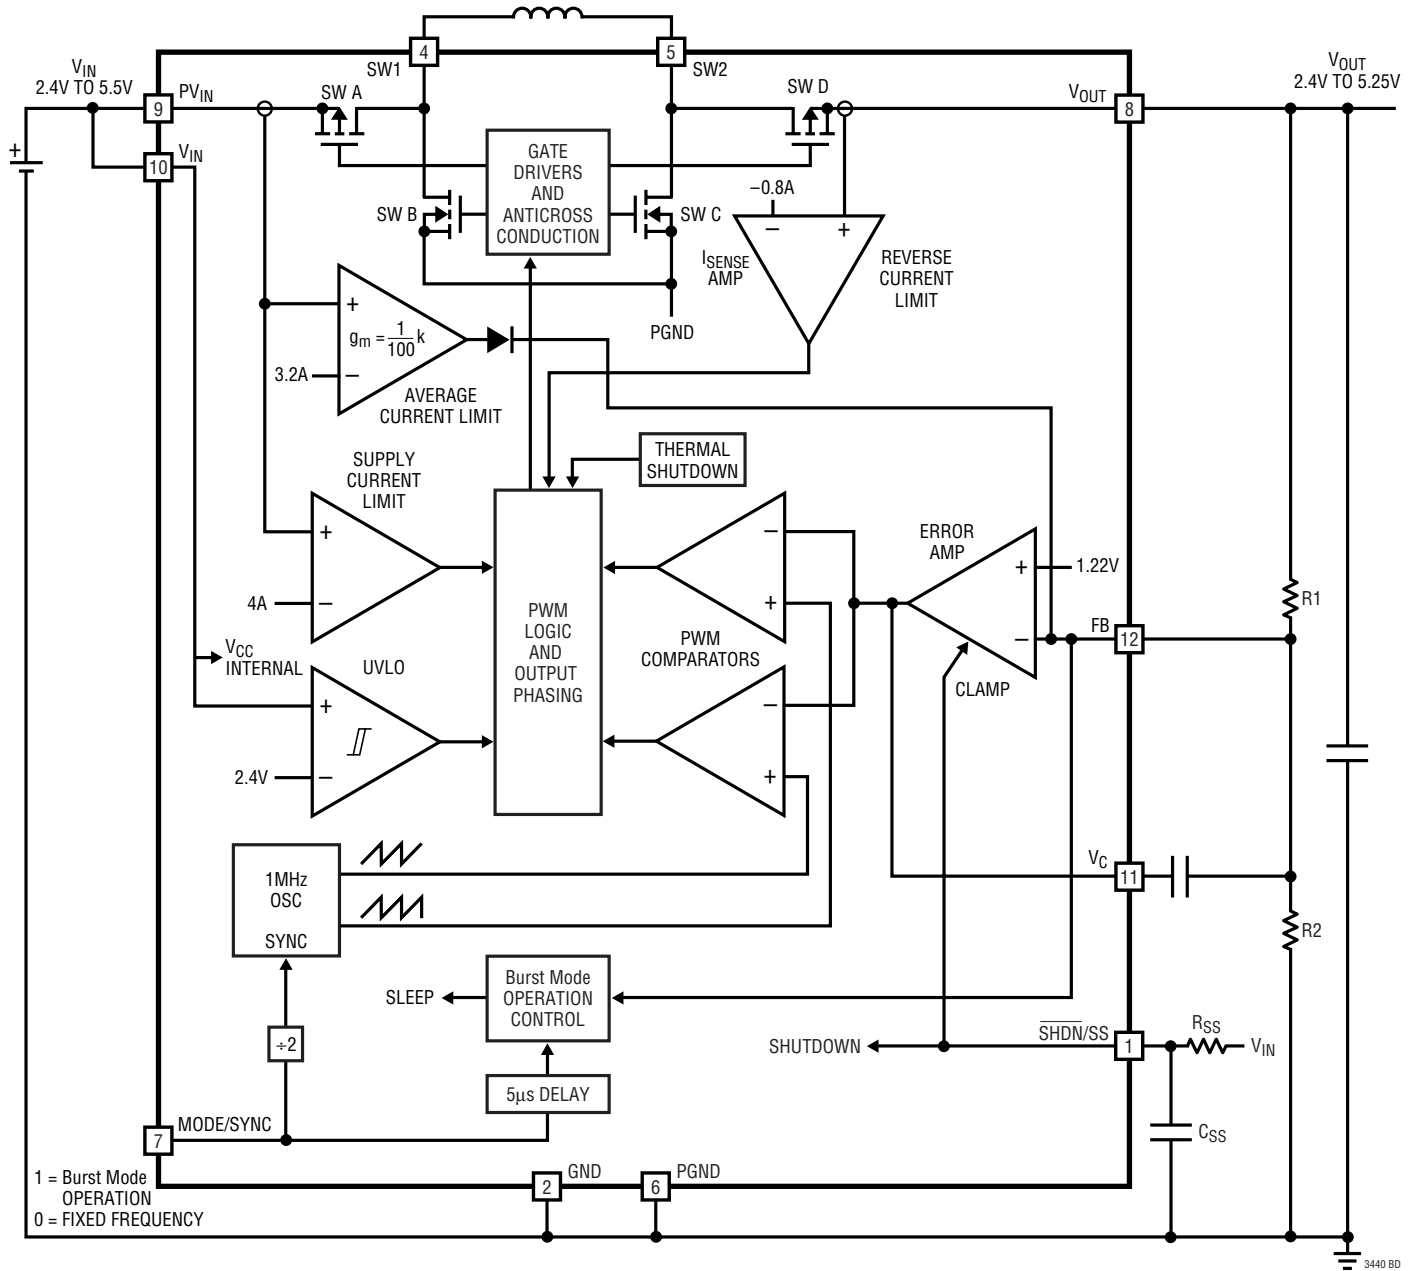 4
5
SW1
SW2
VIN
2.4V TO 5.5V
VOUT
2.4V TO 5.25V
9
PVIN
SW A
SW D
VOUT
8
+
10
VIN
GATE
DRIVERS
AND
ANTICROSS
CONDUCTION
SW B
SW C
−0.8A
−
+
ISENSE
AMP
REVERSE
CURRENT
LIMIT
PGND
+
gm = 1/100 k
3.2A
−
AVERAGE
CURRENT LIMIT
THERMAL
SHUTDOWN
SUPPLY
CURRENT
LIMIT
+
4A
−
PWM
LOGIC
AND
OUTPUT
PHASING
−
+
PWM
COMPARATORS
ERROR
AMP
+
1.22V
−
FB
12
R1
CLAMP
VCC
INTERNAL
UVLO
+
2.4V
−
−
+
1MHz
OSC
SYNC
VC
11
R2
SLEEP
Burst Mode
OPERATION
CONTROL
÷2
5µs DELAY
SHUTDOWN
SHDN/SS
1
RSS
VIN
CSS
MODE/SYNC
7
1 = Burst Mode
OPERATION
0 = FIXED FREQUENCY
2
GND
6
PGND
3440 BD